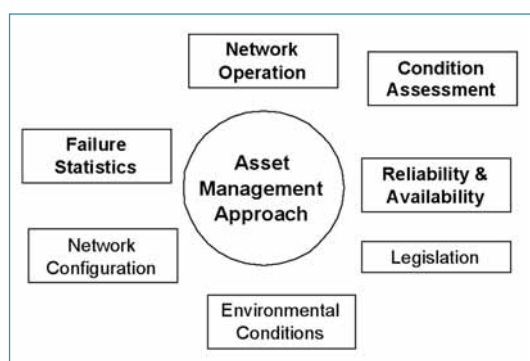 Network
Operation
Condition
Assessment
Failure
Statistics
Asset
Management
Approach
Reliability &
Availability
Network
Configuration
Legislation
Environmental
Conditions